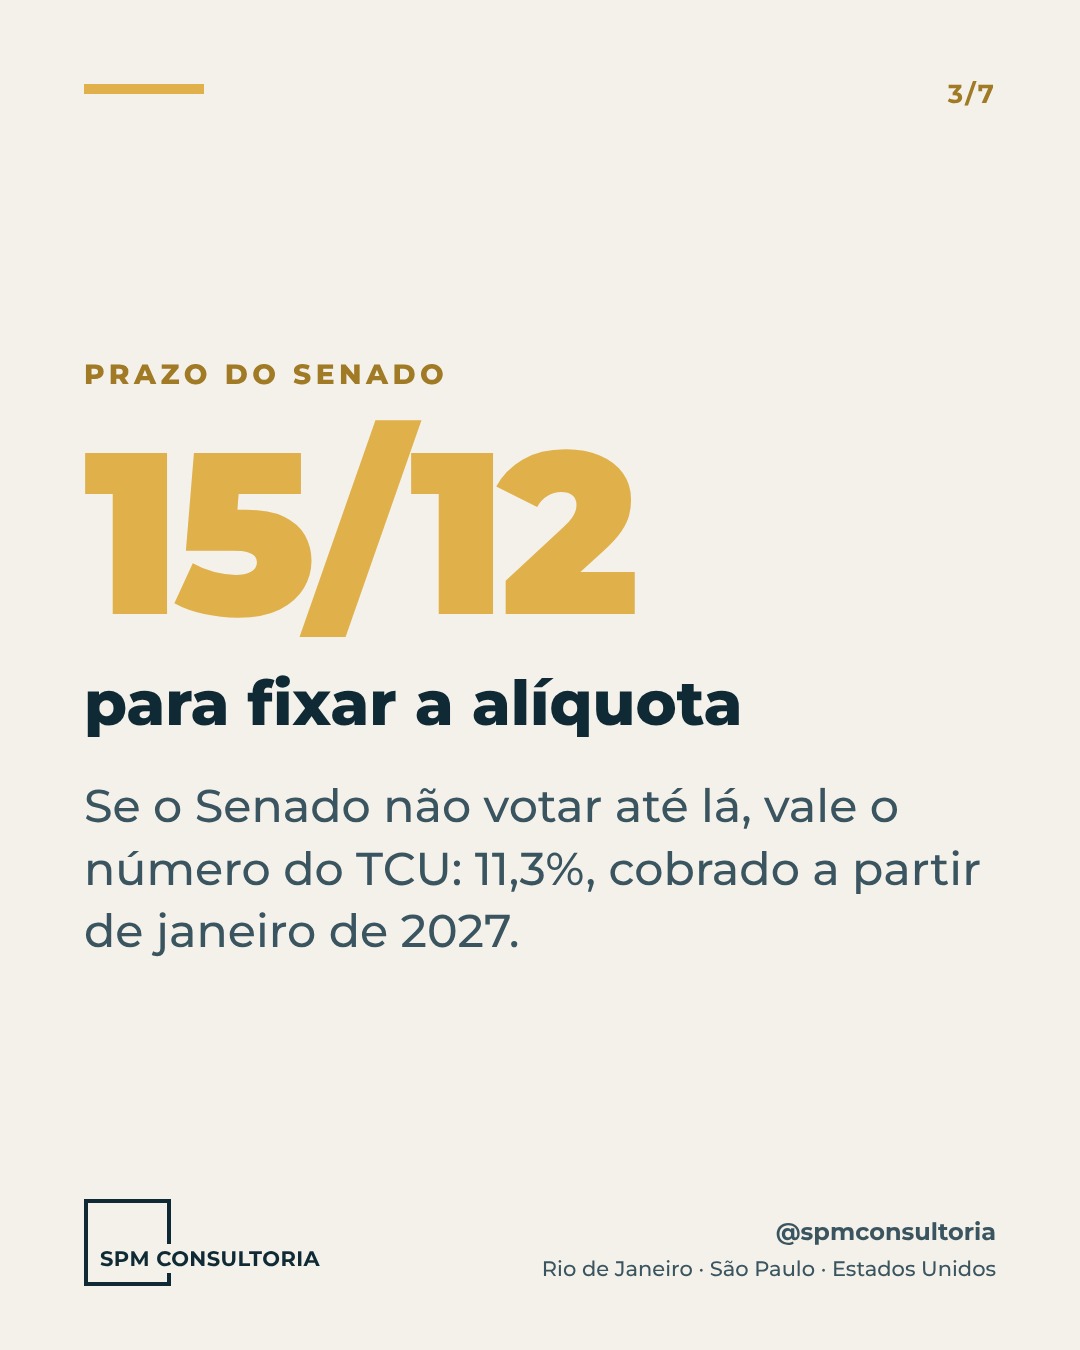 3/7
PRAZO DO SENADO
15/12
para fixar a alíquota
Se o Senado não votar até lá, vale o
número do TCU: 11,3%, cobrado a partir
de janeiro de 2027.
SPM CONSULTORIA
@spmconsultoria
Rio de Janeiro · São Paulo · Estados Unidos